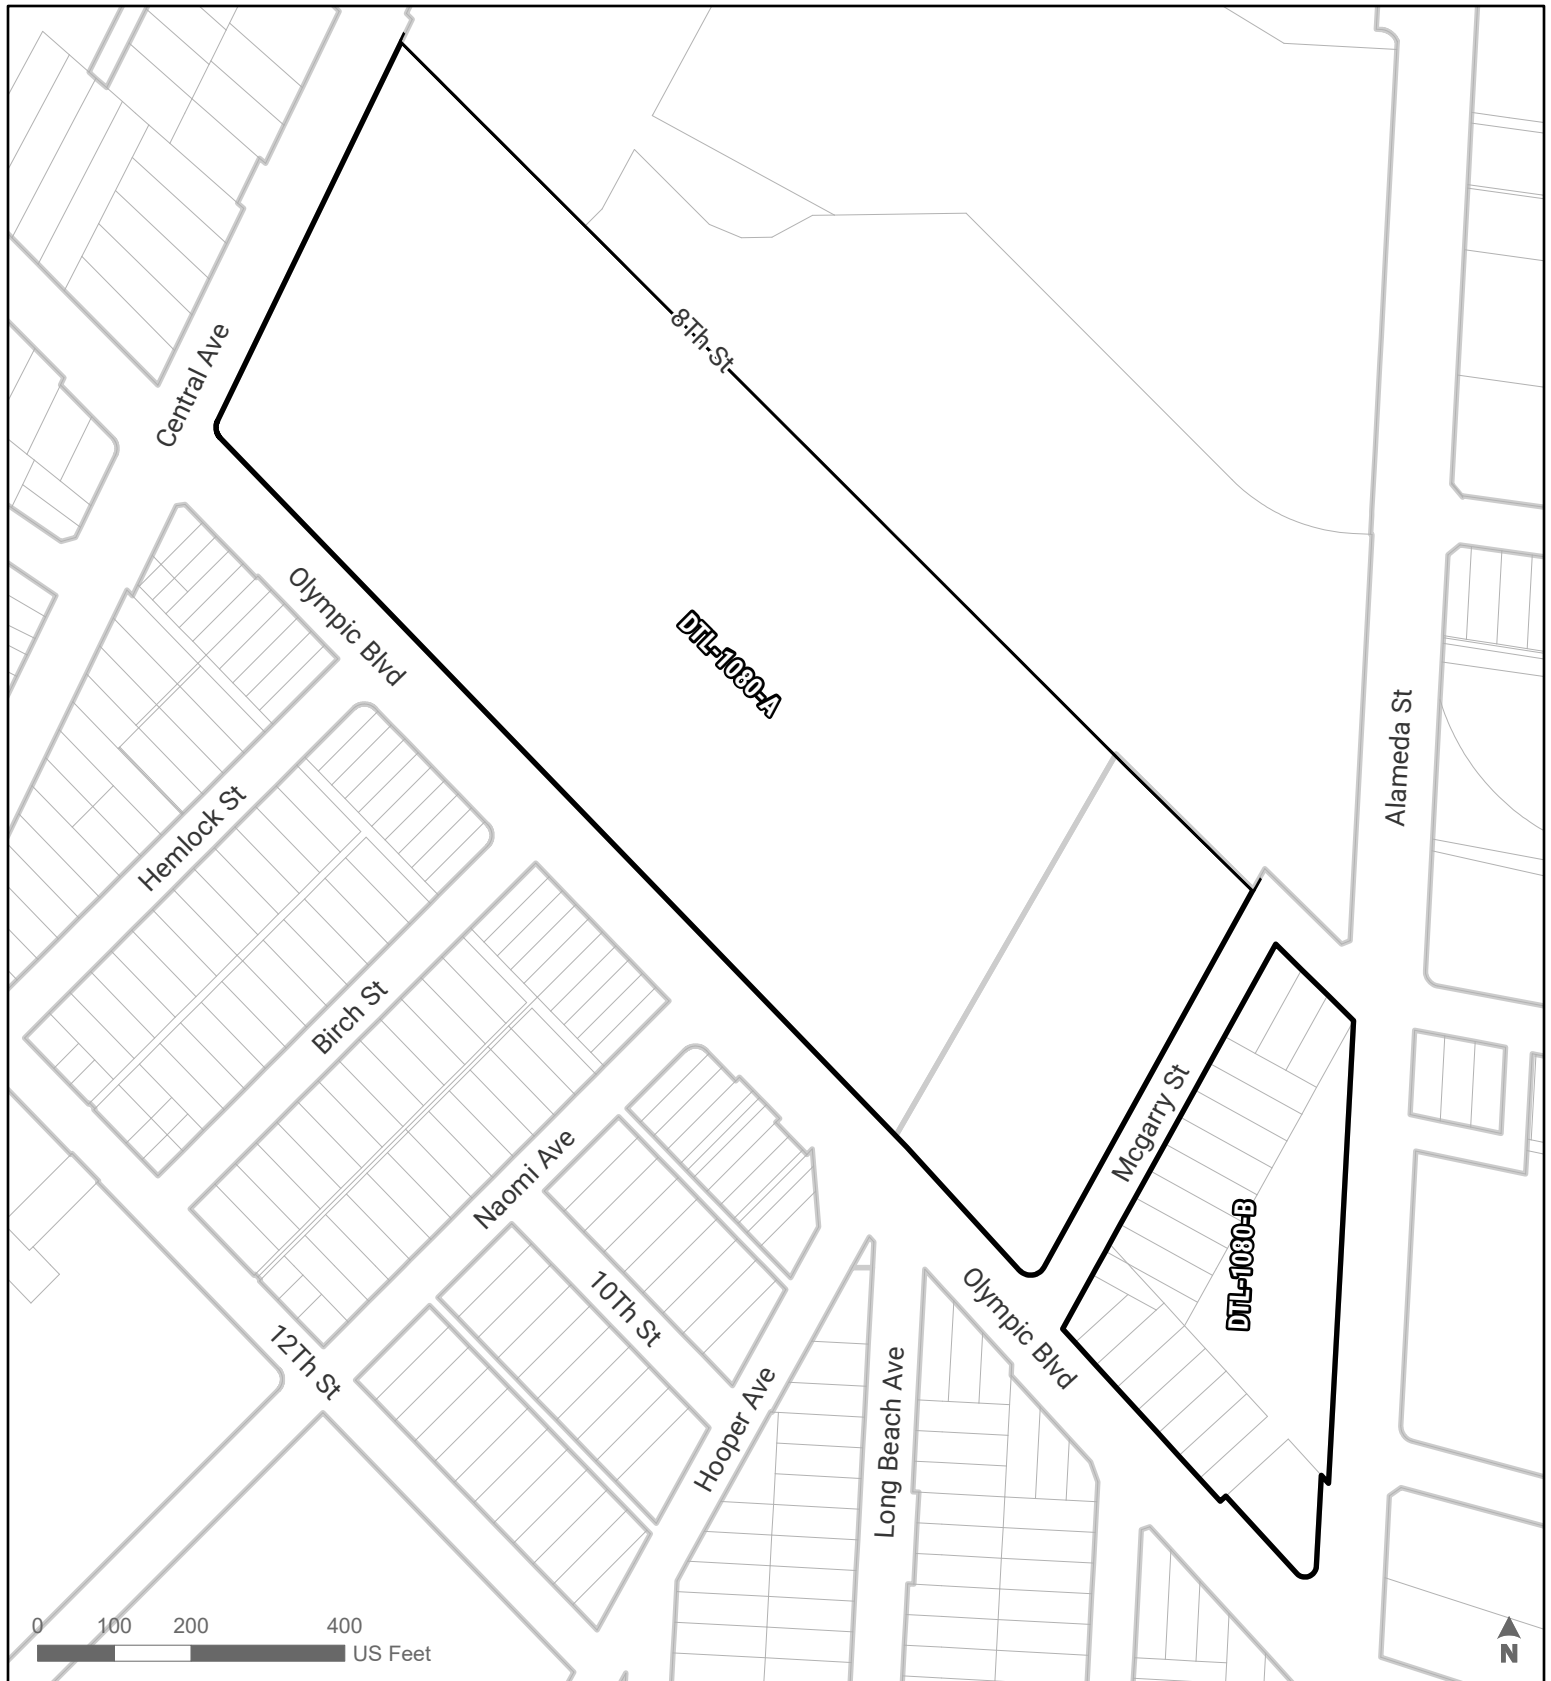 8Th St
Central Ave
Olympic Blvd
DTL-1080-A
Alameda St
Hemlock St
Birch St
Mcgarry St
Naomi Ave
DTL-1080-B
10Th St
Olympic Blvd
12Th St
Hooper Ave
Long Beach Ave
0 100 200 400
US Feet
N